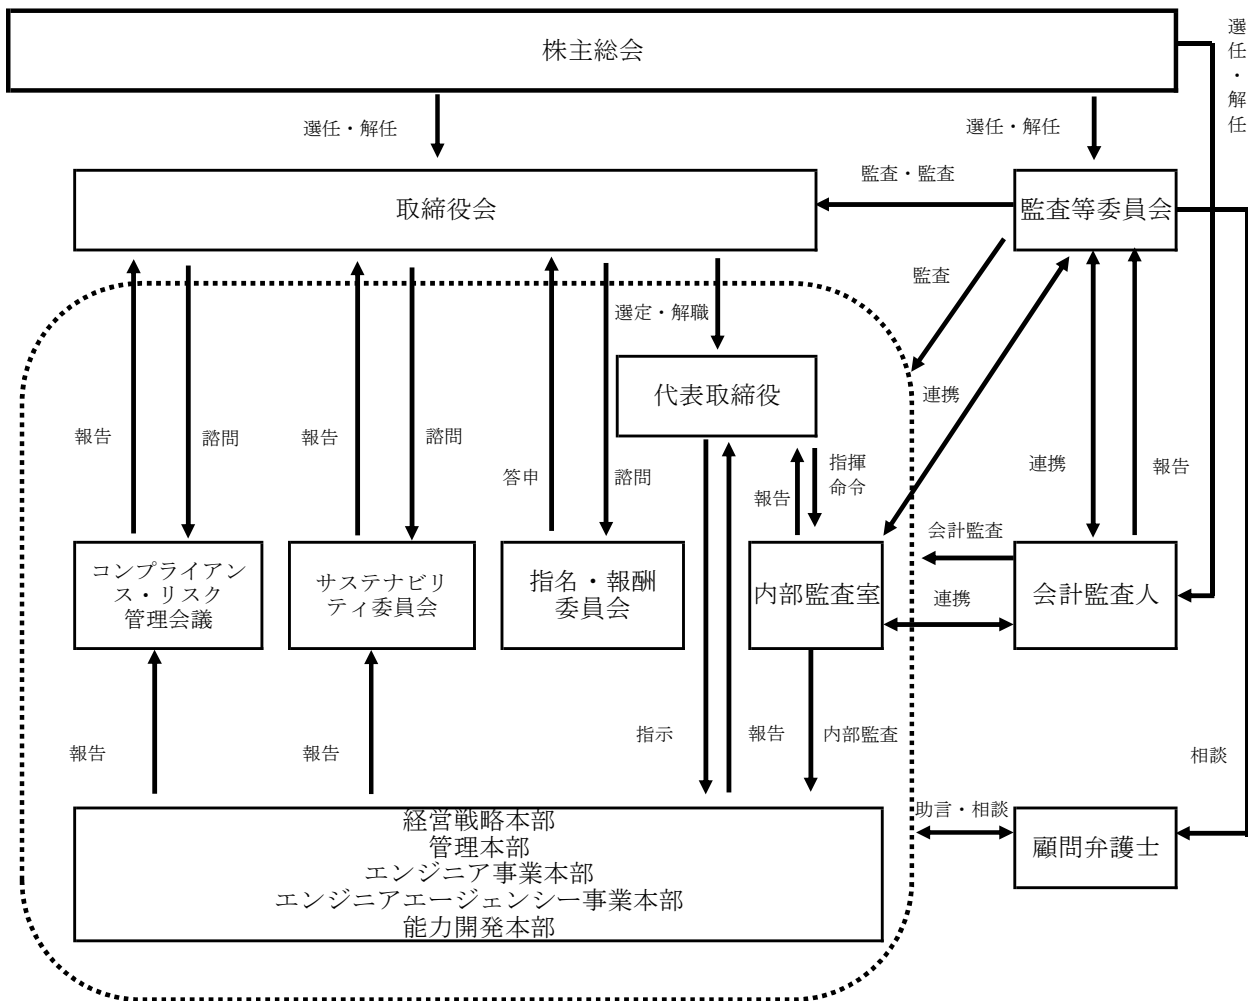 株主総会
選任・解任
選任・解任
選任・解任
監査・監査
取締役会
監査等委員会
監査
選定・解職
代表取締役
連携
報告
諮問
報告
諮問
答申
諮問
報告
指揮
命令
連携
報告
会計監査
コンプライアン
ス・リスク
管理会議
サステナビリ
ティ委員会
指名・報酬
委員会
内部監査室
連携
会計監査人
報告
報告
指示
報告
内部監査
相談
助言・相談
経営戦略本部
管理本部
エンジニア事業本部
エンジニアエージェンシー事業本部
能力開発本部
顧問弁護士